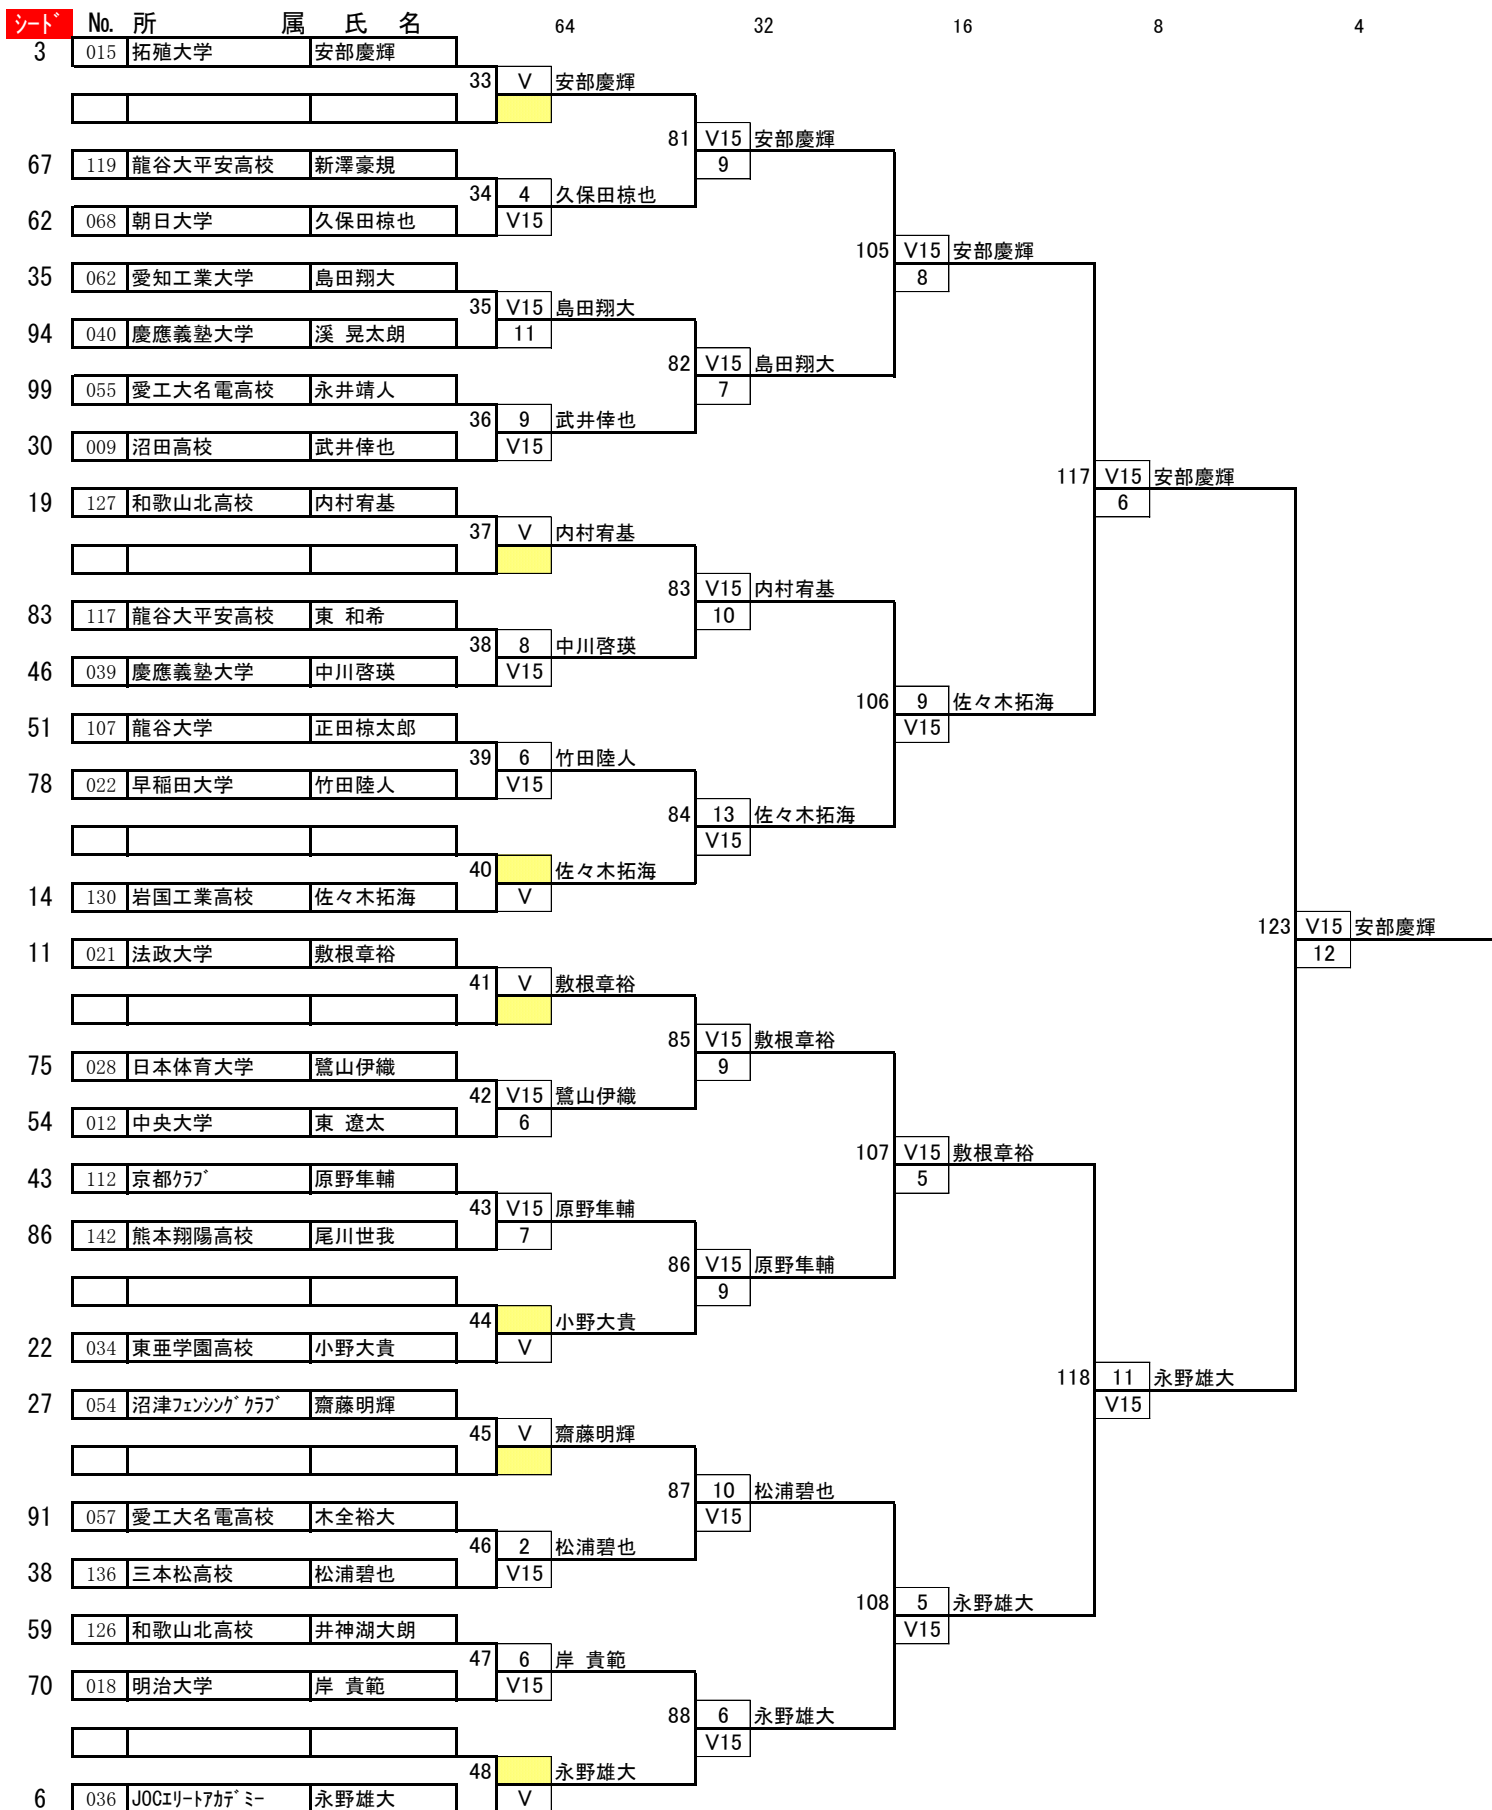 シード No. 所 属 氏 名 64 32 16 8 4
3 015 拓殖大学 安部慶輝
33 V 安部慶輝
81 V15 安部慶輝
9
67 119 龍谷大平安高校 新澤豪規
34 4 久保田椋也
62 068 朝日大学 久保田椋也 V15
105 V15 安部慶輝
8
35 062 愛知工業大学 島田翔大
35 V15 島田翔大
94 040 慶應義塾大学 溪 晃太朗 11
82 V15 島田翔大
7
99 055 愛工大名電高校 永井靖人
36 9 武井倖也
30 009 沼田高校 武井倖也 V15
117 V15 安部慶輝
6
19 127 和歌山北高校 内村宥基
37 V 内村宥基
83 V15 内村宥基
10
83 117 龍谷大平安高校 東 和希
38 8 中川啓瑛
46 039 慶應義塾大学 中川啓瑛 V15
106 9 佐々木拓海
V15
51 107 龍谷大学 正田椋太郎
39 6 竹田陸人
78 022 早稲田大学 竹田陸人 V15
84 13 佐々木拓海
V15
40 佐々木拓海
14 130 岩国工業高校 佐々木拓海 V
123 V15 安部慶輝
12
11 021 法政大学 敷根章裕
41 V 敷根章裕
85 V15 敷根章裕
9
75 028 日本体育大学 鷺山伊織
42 V15 鷺山伊織
54 012 中央大学 東 遼太 6
107 V15 敷根章裕
5
43 112 京都クラブ 原野隼輔
43 V15 原野隼輔
86 142 熊本翔陽高校 尾川世我 7
86 V15 原野隼輔
9
44 小野大貴
22 034 東亜学園高校 小野大貴 V
118 11 永野雄大
V15
27 054 沼津フェンシングクラブ 齋藤明輝
45 V 齋藤明輝
87 10 松浦碧也
V15
91 057 愛工大名電高校 木全裕大
46 2 松浦碧也
38 136 三本松高校 松浦碧也 V15
108 5 永野雄大
V15
59 126 和歌山北高校 井神湖大朗
47 6 岸 貴範
70 018 明治大学 岸 貴範 V15
88 6 永野雄大
V15
48 永野雄大
6 036 JOCエリートアカデミー 永野雄大 V